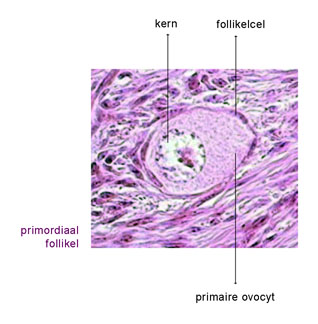 kern
follikelcel
primordiaal
follikel
primaire ovocyt